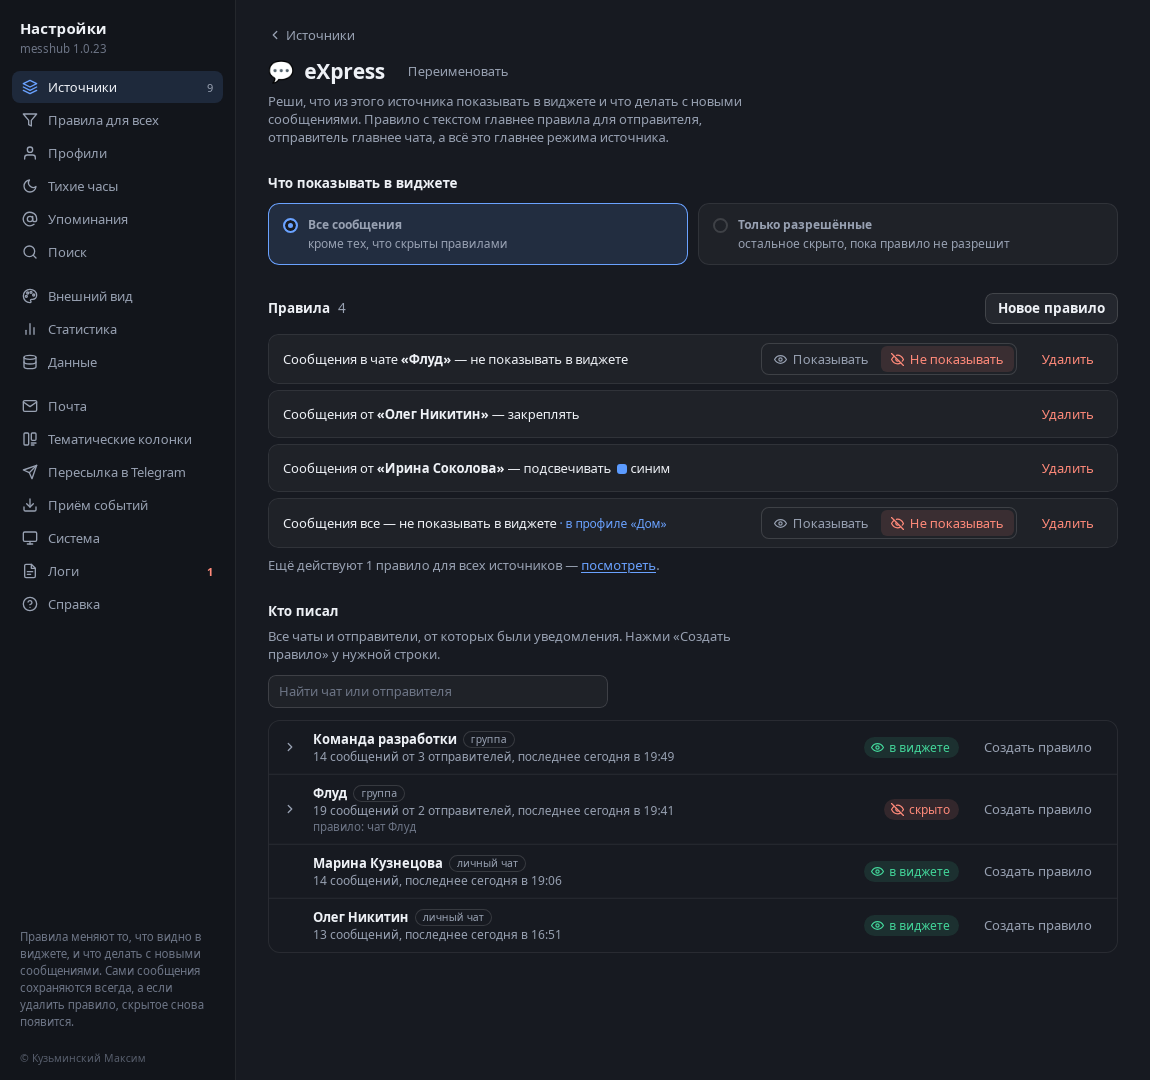 Настройки
messhub 1.0.23
Источники 9
Правила для всех
Профили
Тихие часы
Упоминания
Поиск
Внешний вид
Статистика
Данные
Почта
Тематические колонки
Пересылка в Telegram
Приём событий
Система
Логи 1
Справка
Правила меняют то, что видно в
виджете, и что делать с новыми
сообщениями. Сами сообщения
сохраняются всегда, а если
удалить правило, скрытое снова
появится.
© Кузьминский Максим
Источники
eXpress Переименовать
Реши, что из этого источника показывать в виджете и что делать с новыми
сообщениями. Правило с текстом главнее правила для отправителя,
отправитель главнее чата, а всё это главнее режима источника.
Что показывать в виджете
Все сообщения
кроме тех, что скрыты правилами
Только разрешённые
остальное скрыто, пока правило не разрешит
Правила 4 Новое правило
Сообщения в чате «Флуд» — не показывать в виджете Показывать Не показывать Удалить
Сообщения от «Олег Никитин» — закреплять Удалить
Сообщения от «Ирина Соколова» — подсвечивать синим Удалить
Сообщения все — не показывать в виджете · в профиле «Дом» Показывать Не показывать Удалить
Ещё действуют 1 правило для всех источников — посмотреть.
Кто писал
Все чаты и отправители, от которых были уведомления. Нажми «Создать
правило» у нужной строки.
Найти чат или отправителя
Команда разработки группа
14 сообщений от 3 отправителей, последнее сегодня в 19:49
в виджете Создать правило
Флуд группа
19 сообщений от 2 отправителей, последнее сегодня в 19:41
правило: чат Флуд
скрыто Создать правило
Марина Кузнецова личный чат
14 сообщений, последнее сегодня в 19:06
в виджете Создать правило
Олег Никитин личный чат
13 сообщений, последнее сегодня в 16:51
в виджете Создать правило